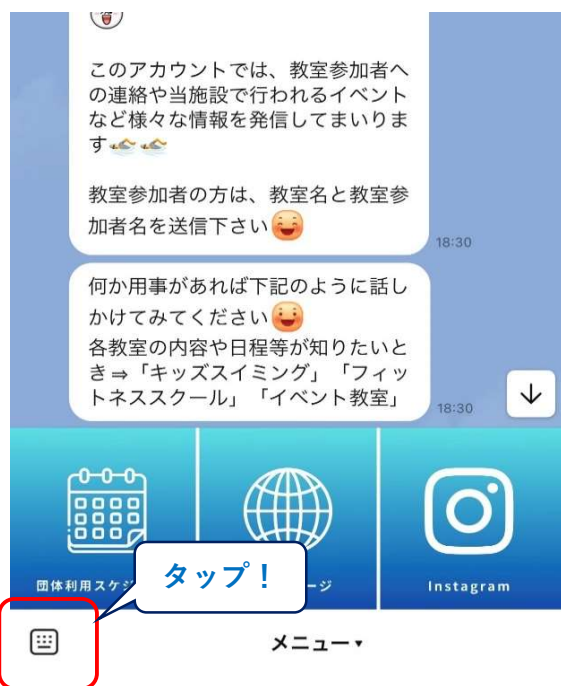 このアカウントでは、教室参加者へ
の連絡や当施設で行われるイベント
など様々な情報を発信してまいりま
す🏊🏊
教室参加者の方は、教室名と教室参
加者名を送信下さい
18:30
何か用事があれば下記のように話し
かけてみてください
各教室の内容や日程等が知りたいと
き⇒「キッズスイミング」「フィッ
トネススクール」「イベント教室」
18:30
団体利用スケジ
ージ
Instagram
タップ！
メニュー▾